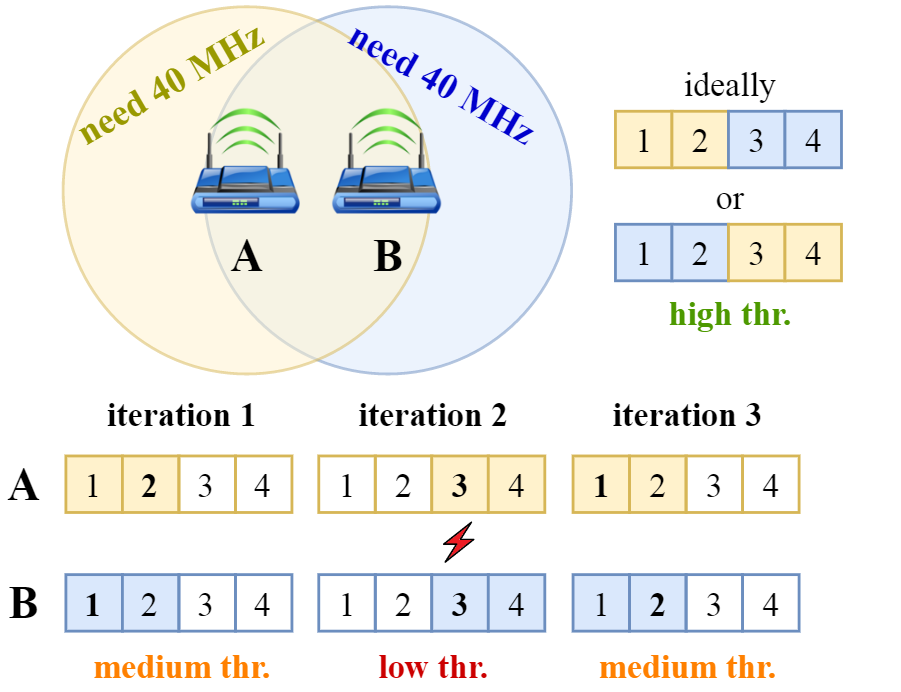 need 40 MHz
need 40 MHz
A
B
ideally
1 2 3 4
or
1 2 3 4
high thr.
iteration 1
iteration 2
iteration 3
A
1 2 3 4
1 2 3 4
1 2 3 4
B
1 2 3 4
1 2 3 4
1 2 3 4
medium thr.
low thr.
medium thr.